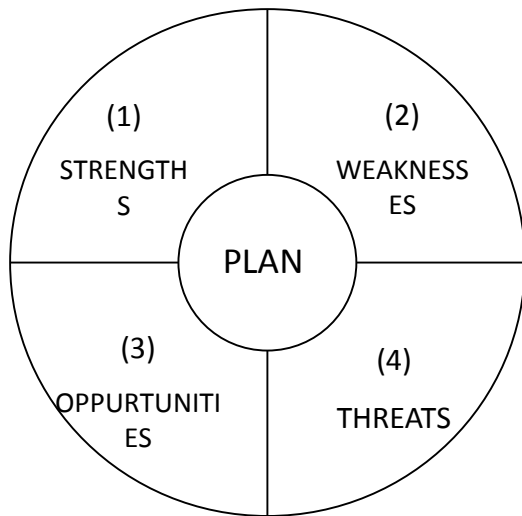 (1)
STRENGTH
S
(2)
WEAKNESS
ES
PLAN
(3)
OPPURTUNITI
ES
(4)
THREATS